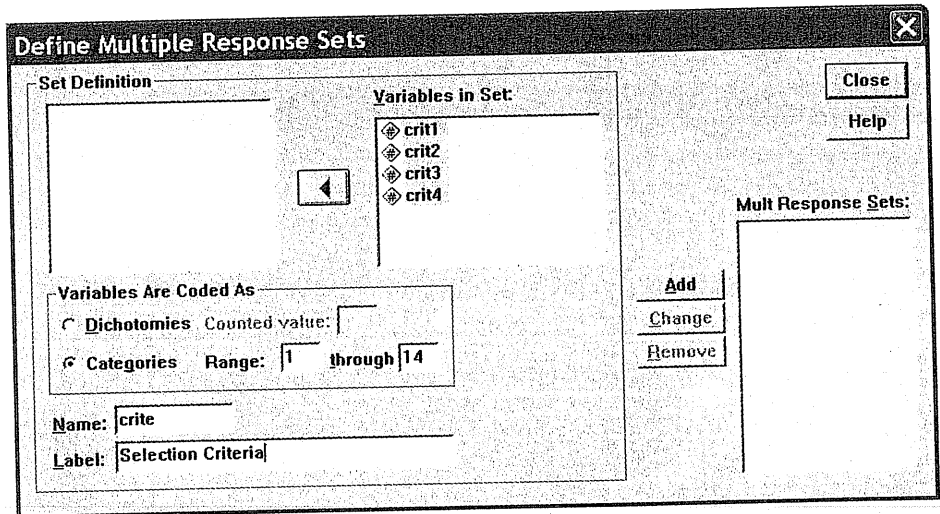 Define Multiple Response Sets
Set Definition
Variables in Set:
crit1
crit2
crit3
crit4
Close
Help
Mult Response Sets:
Variables Are Coded As
Dichotomies Counted value:
Categories Range: 1 through 14
Add
Change
Remove
Name: crite
Label: Selection Criteria